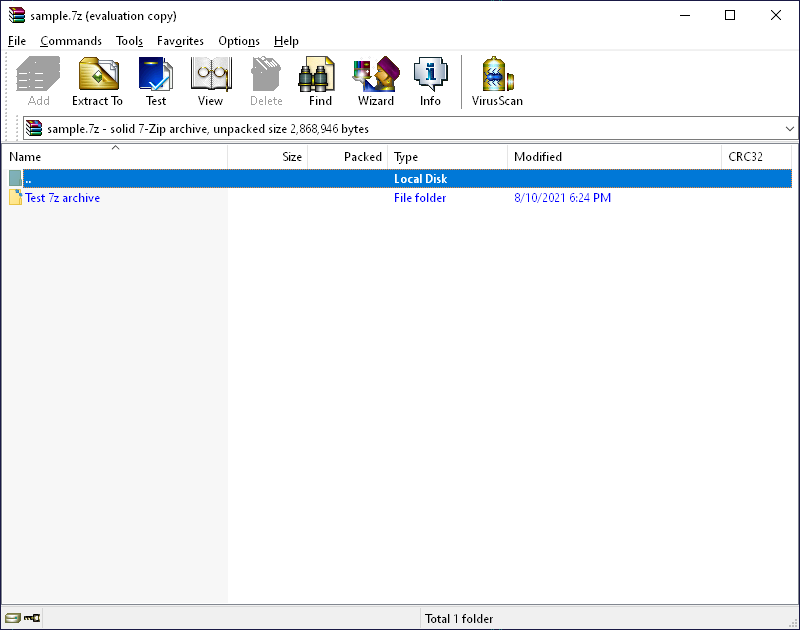 sample.7z (evaluation copy)
File Commands Tools Favorites Options Help
Add Extract To Test View Delete Find Wizard Info VirusScan
sample.7z - solid 7-Zip archive, unpacked size 2,868,946 bytes
Name Size Packed Type Modified CRC32
.. Local Disk
Test 7z archive File folder 8/10/2021 6:24 PM
Total 1 folder